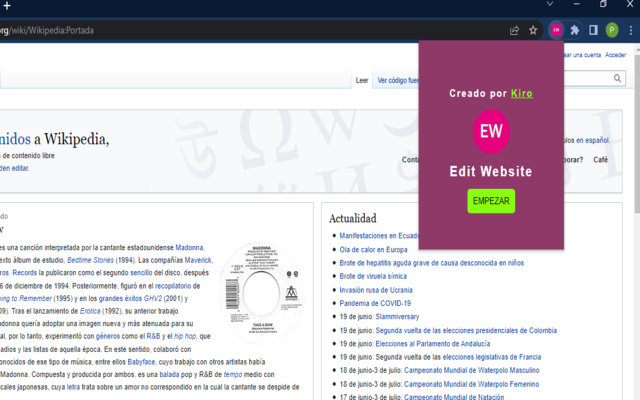 org/wiki/Wikipedia:Portada
EW
P
ear una cuenta Acceder
Leer Ver código fuen
Creado por Kiro
EW
Edit Website
EMPEZAR
nidos a Wikipedia,
a de contenido libre
den editar.
ulos en español.
Conta
orar? Café
Actualidad
Manifestaciones en Ecuado
Ola de calor en Europa
Brote de hepatitis aguda grave de causa desconocida en niños
Brote de viruela símica
Invasión rusa de Ucrania
Pandemia de COVID-19
19 de junio: Slammiversary
19 de junio: Segunda vuelta de las elecciones presidenciales de Colombia
19 de junio: Elecciones al Parlamento de Andalucía
19 de junio: Segunda vuelta de las elecciones legislativas de Francia
18 de junio-3 de julio: Campeonato Mundial de Waterpolo Masculino
18 de junio-3 de julio: Campeonato Mundial de Waterpolo Femenino
17 de junio-3 de julio: Campeonato Mundial de Natación
ado
w
es una canción interpretada por la cantante estadounidense Madonna,
exto álbum de estudio, Bedtime Stories (1994). Las compañías Maverick,
ros. Records la publicaron como el segundo sencillo del disco, después
6 de diciembre de 1994. Posteriormente, figuró en el recopilatorio de
ing to Remember (1995) y en los grandes éxitos GHV2 (2001) y
09). Tras el lanzamiento de Erotica (1992), su anterior trabajo
adonna quería adoptar una imagen nueva y más atenuada para su
al, por lo tanto, experimentó con géneros como el R&B y el hip hop, que
adios y las listas de aquella época. En este sentido, colaboró con
onocidos de ese tipo de música, entre ellos Babyface, cuyo trabajo con otros artistas había
Madonna. Compuesta y producida por ambos, es una balada pop y R&B de tempo medio con
cales japonesas, cuya letra trata sobre un amor no correspondido en la cual la cantante se despide de
MADONNA
TAKE A BOW